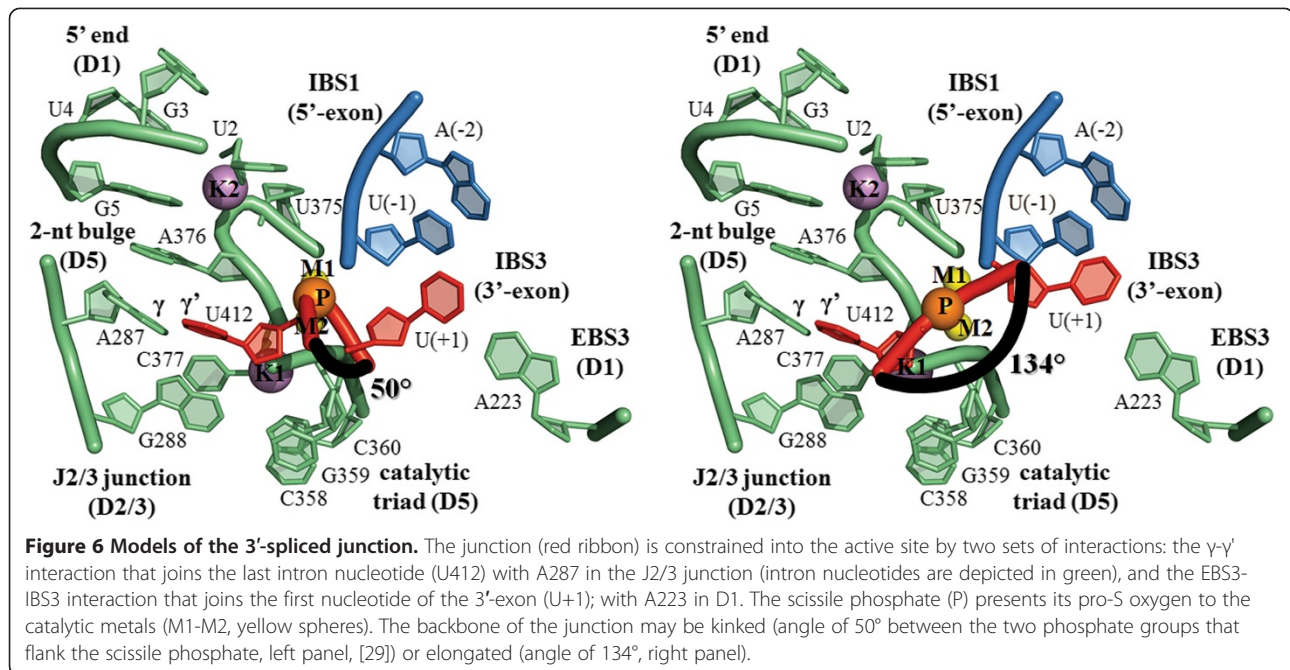 5’ end
(D1)
U4
G3
U2
K2
G5
2-nt bulge
(D5)
A376
U375
IBS1
(5’-exon)
A(-2)
U(-1)
IBS3
(3’-exon)
M1
P
M2
γ γ’
U412
A287
C377
K1
U(+1)
50°
EBS3
(D1)
A223
G288
J2/3 junction
(D2/3)
C360
G359
C358
catalytic
triad (D5)
5’ end
(D1)
U4
G3
U2
K2
G5
2-nt bulge
(D5)
A376
U375
IBS1
(5’-exon)
A(-2)
U(-1)
IBS3
(3’-exon)
M1
P
M2
γ γ’
U412
A287
C377
K1
U(+1)
134°
EBS3
(D1)
A223
G288
J2/3 junction
(D2/3)
C360
G359
C358
catalytic
triad (D5)
Figure 6 Models of the 3′-spliced junction. The junction (red ribbon) is constrained into the active site by two sets of interactions: the γ-γ'
interaction that joins the last intron nucleotide (U412) with A287 in the J2/3 junction (intron nucleotides are depicted in green), and the EBS3-
IBS3 interaction that joins the first nucleotide of the 3′-exon (U+1); with A223 in D1. The scissile phosphate (P) presents its pro-S oxygen to the
catalytic metals (M1-M2, yellow spheres). The backbone of the junction may be kinked (angle of 50° between the two phosphate groups that
flank the scissile phosphate, left panel, [29]) or elongated (angle of 134°, right panel).